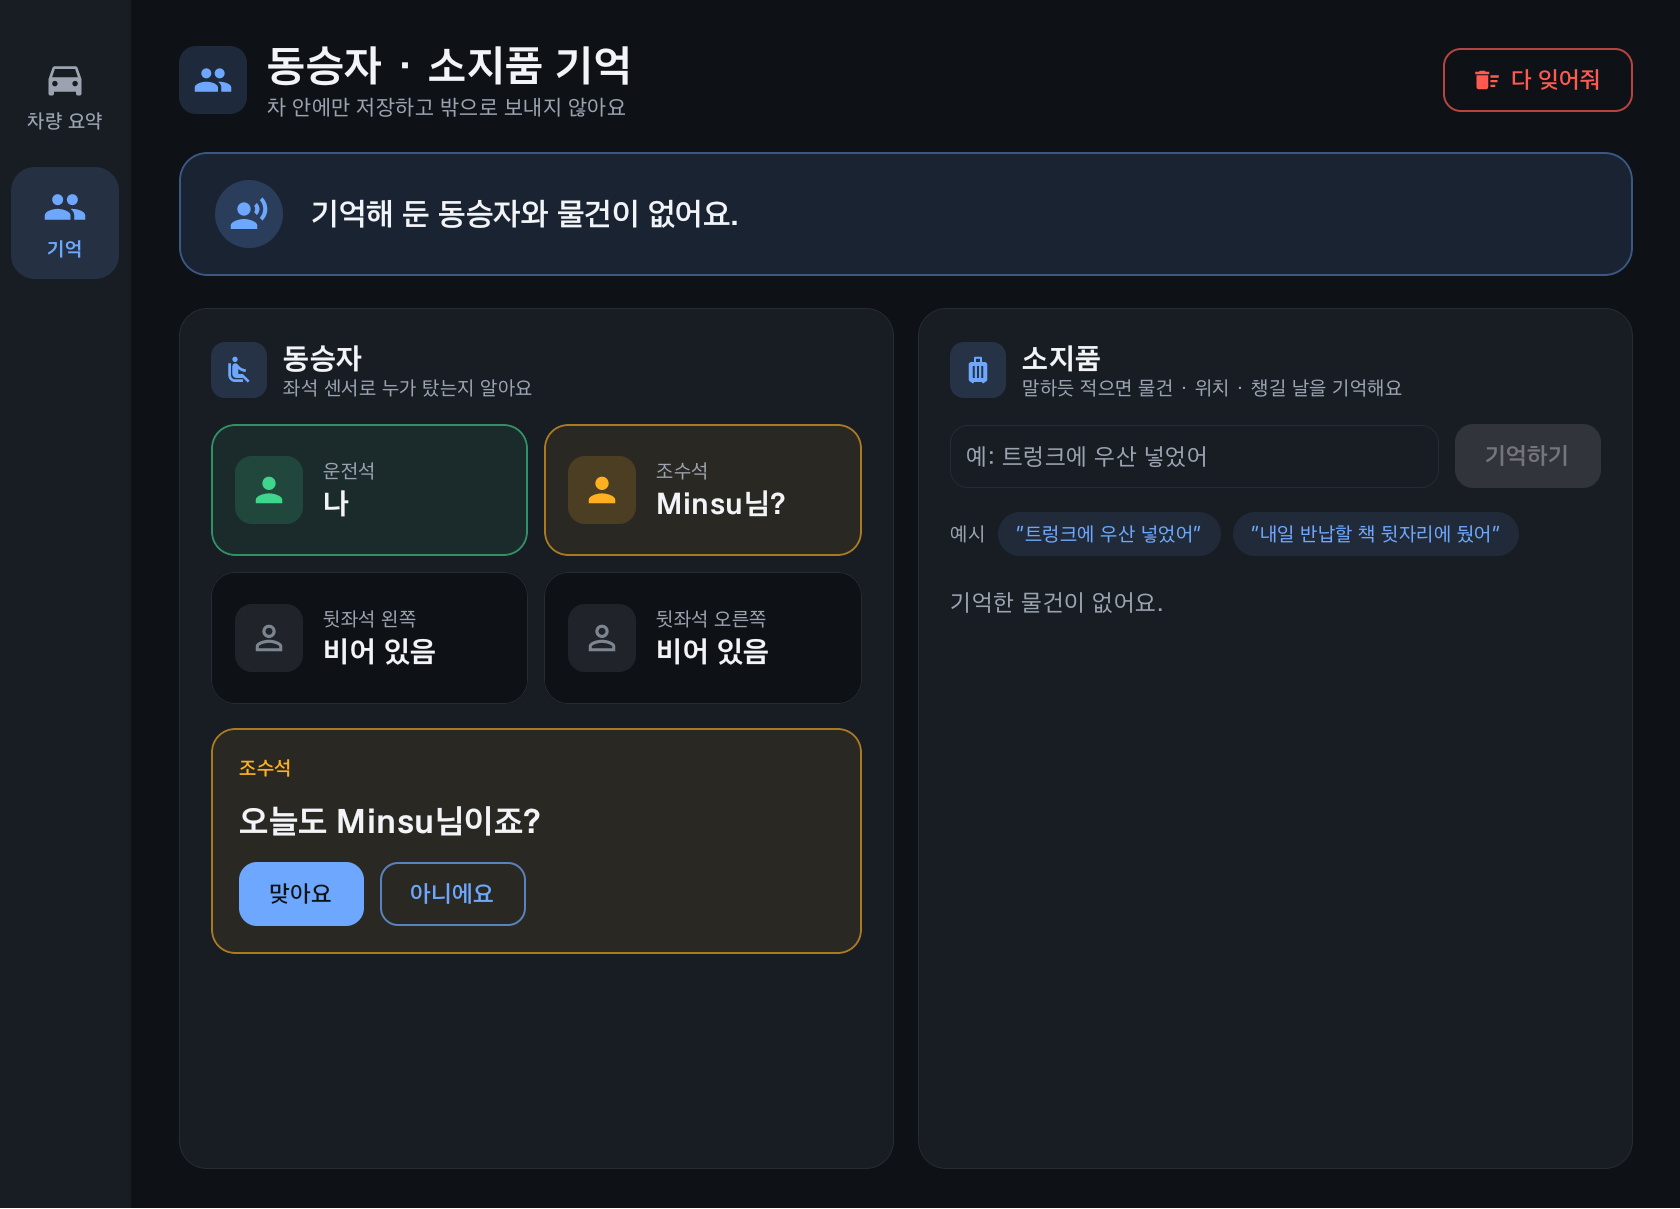 차량 요약
기억
동승자 · 소지품 기억
차 안에만 저장하고 밖으로 보내지 않아요
다 잊어줘
기억해 둔 동승자와 물건이 없어요.
동승자
좌석 센서로 누가 탔는지 알아요
운전석
나
조수석
Minsu님?
뒷좌석 왼쪽
비어 있음
뒷좌석 오른쪽
비어 있음
조수석
오늘도 Minsu님이죠?
맞아요
아니에요
소지품
말하듯 적으면 물건 · 위치 · 챙길 날을 기억해요
예: 트렁크에 우산 넣었어
기억하기
예시
"트렁크에 우산 넣었어"
"내일 반납할 책 뒷자리에 뒀어"
기억한 물건이 없어요.